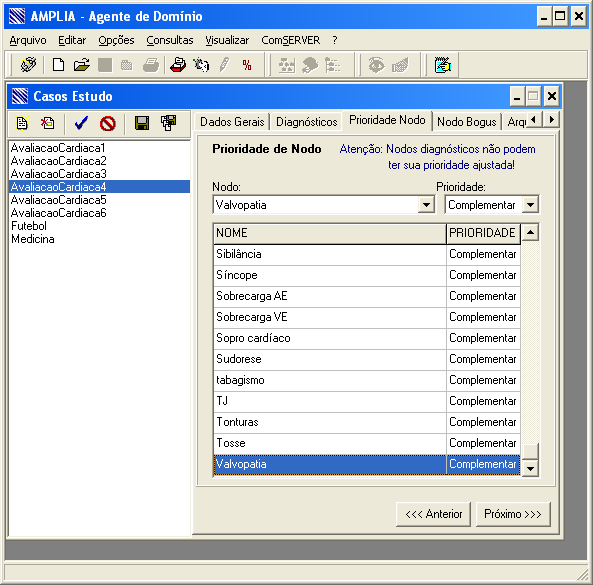 AMPLIA - Agente de Domínio
Arquivo Editar Opções Consultas Visualizar ComSERVER ?
%
Casos Estudo
AvaliacaoCardiaca1
AvaliacaoCardiaca2
AvaliacaoCardiaca3
AvaliacaoCardiaca4
AvaliacaoCardiaca5
AvaliacaoCardiaca6
Futebol
Medicina
Dados Gerais Diagnósticos Prioridade Nodo Nodo Bogus Arq
Prioridade de Nodo Atenção: Nodos diagnósticos não podem
ter sua prioridade ajustada!
Nodo: Prioridade:
Valvopatia Complementar
NOME PRIORIDADE
Sibilância Complementar
Síncope Complementar
Sobrecarga AE Complementar
Sobrecarga VE Complementar
Sopro cardíaco Complementar
Sudorese Complementar
tabagismo Complementar
TJ Complementar
Tonturas Complementar
Tosse Complementar
Valvopatia Complementar
<<< Anterior Próximo >>>